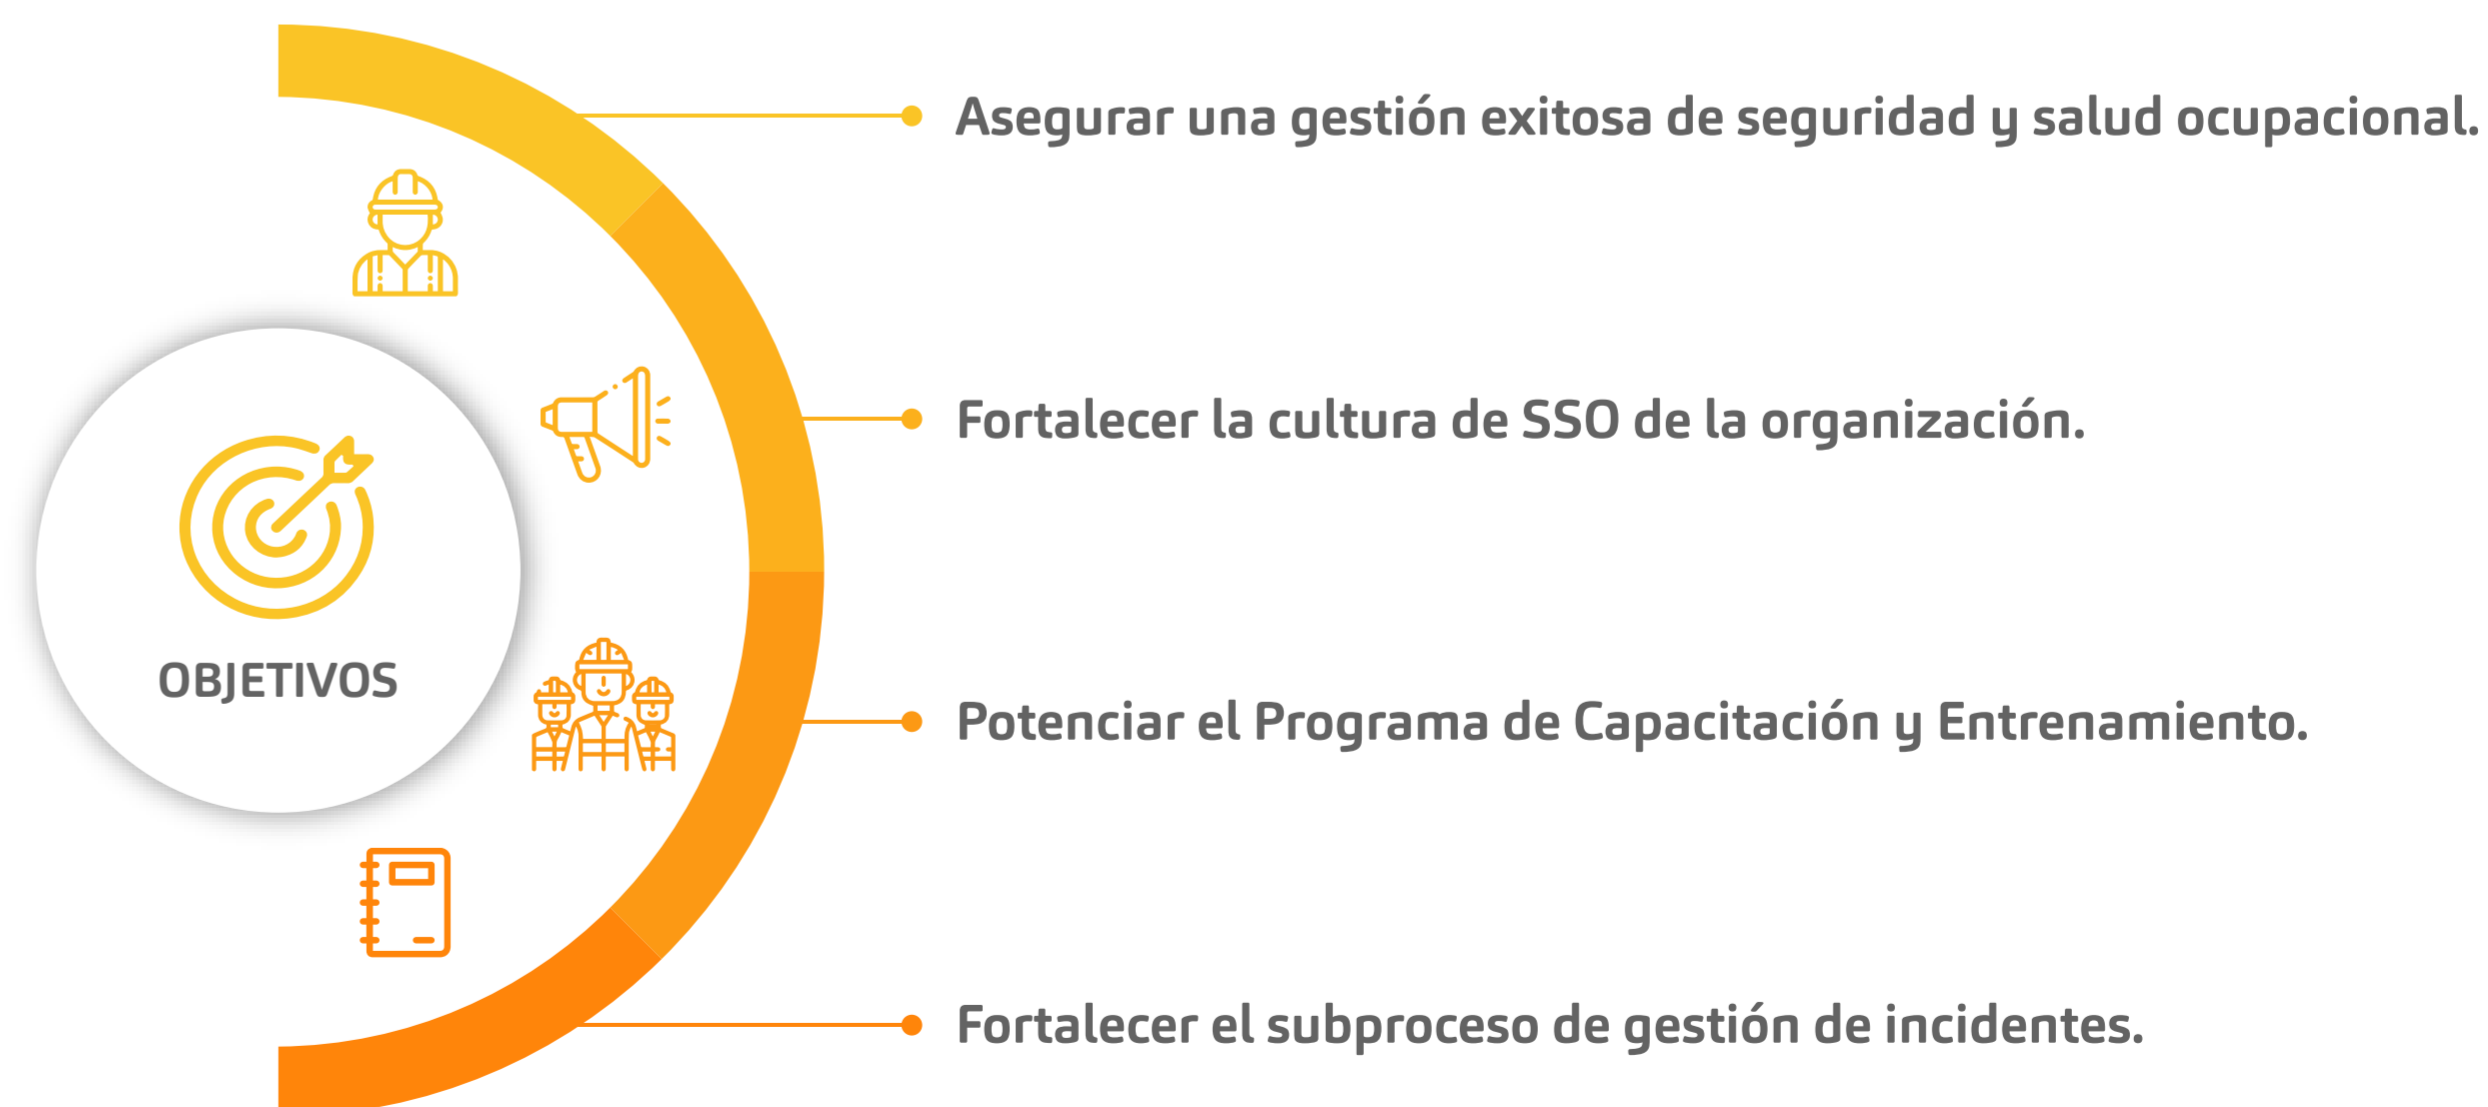 Asegurar una gestión exitosa de seguridad y salud ocupacional.
Fortalecer la cultura de SSO de la organización.
OBJETIVOS
Potenciar el Programa de Capacitación y Entrenamiento.
Fortalecer el subproceso de gestión de incidentes.